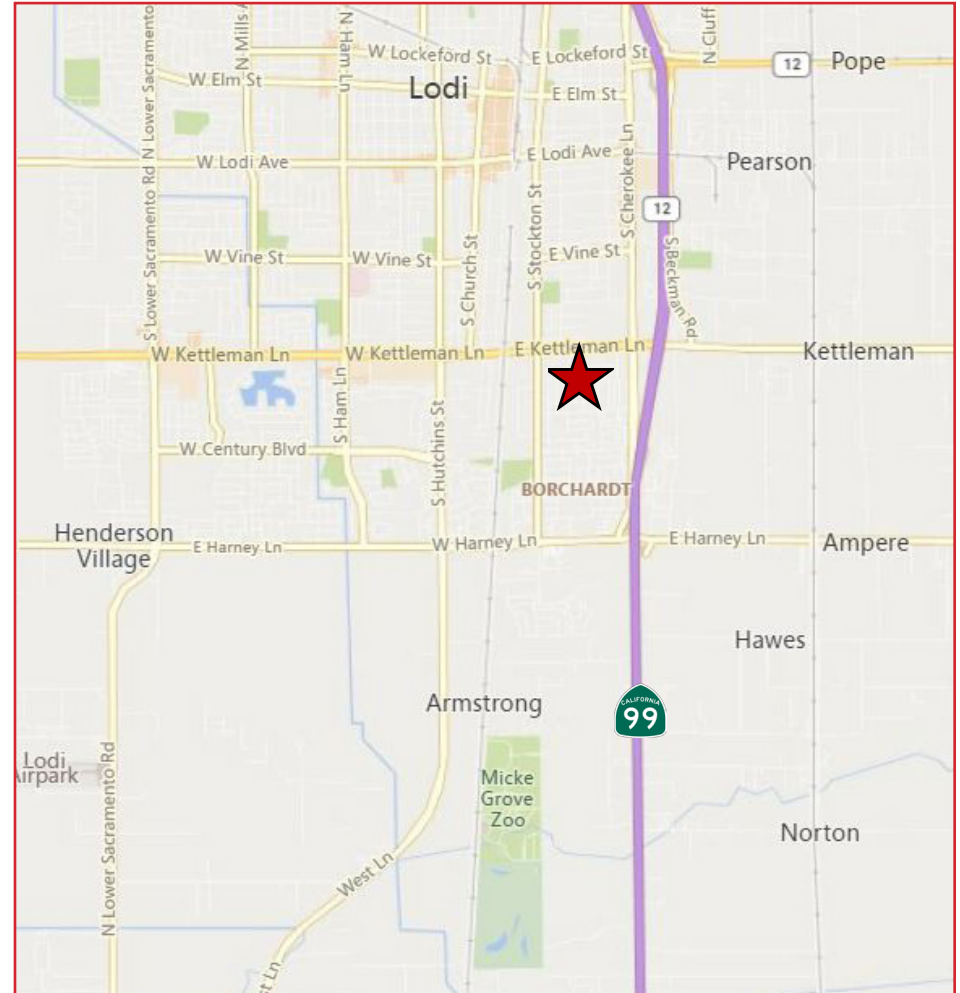 N Lower Sacramento Rd
N Mills A
N Ham Ln
W Lockeford St
E Lockeford St
N Cluff
12
Pope
W Elm St
Lodi
E Elm St
W Lodi Ave
E Lodi Ave
Pearson
S Lower Sacramento Rd
S Cherokee Ln
12
W Vine St
W Vine St
S Church St
S Stockton St
E Vine St
S Beckman Rd
W Kettleman Ln
W Kettleman Ln
E Kettleman Ln
Kettleman
S Ham Ln
W Century Blvd
S Hutchins St
BORCHARDT
Henderson
Village
E Harney Ln
W Harney Ln
E Harney Ln
Ampere
Hawes
Armstrong
CALIFORNIA
99
Lodi
Airpark
N Lower Sacramento Rd
Micke
Grove
Zoo
Norton
West Ln
st Ln